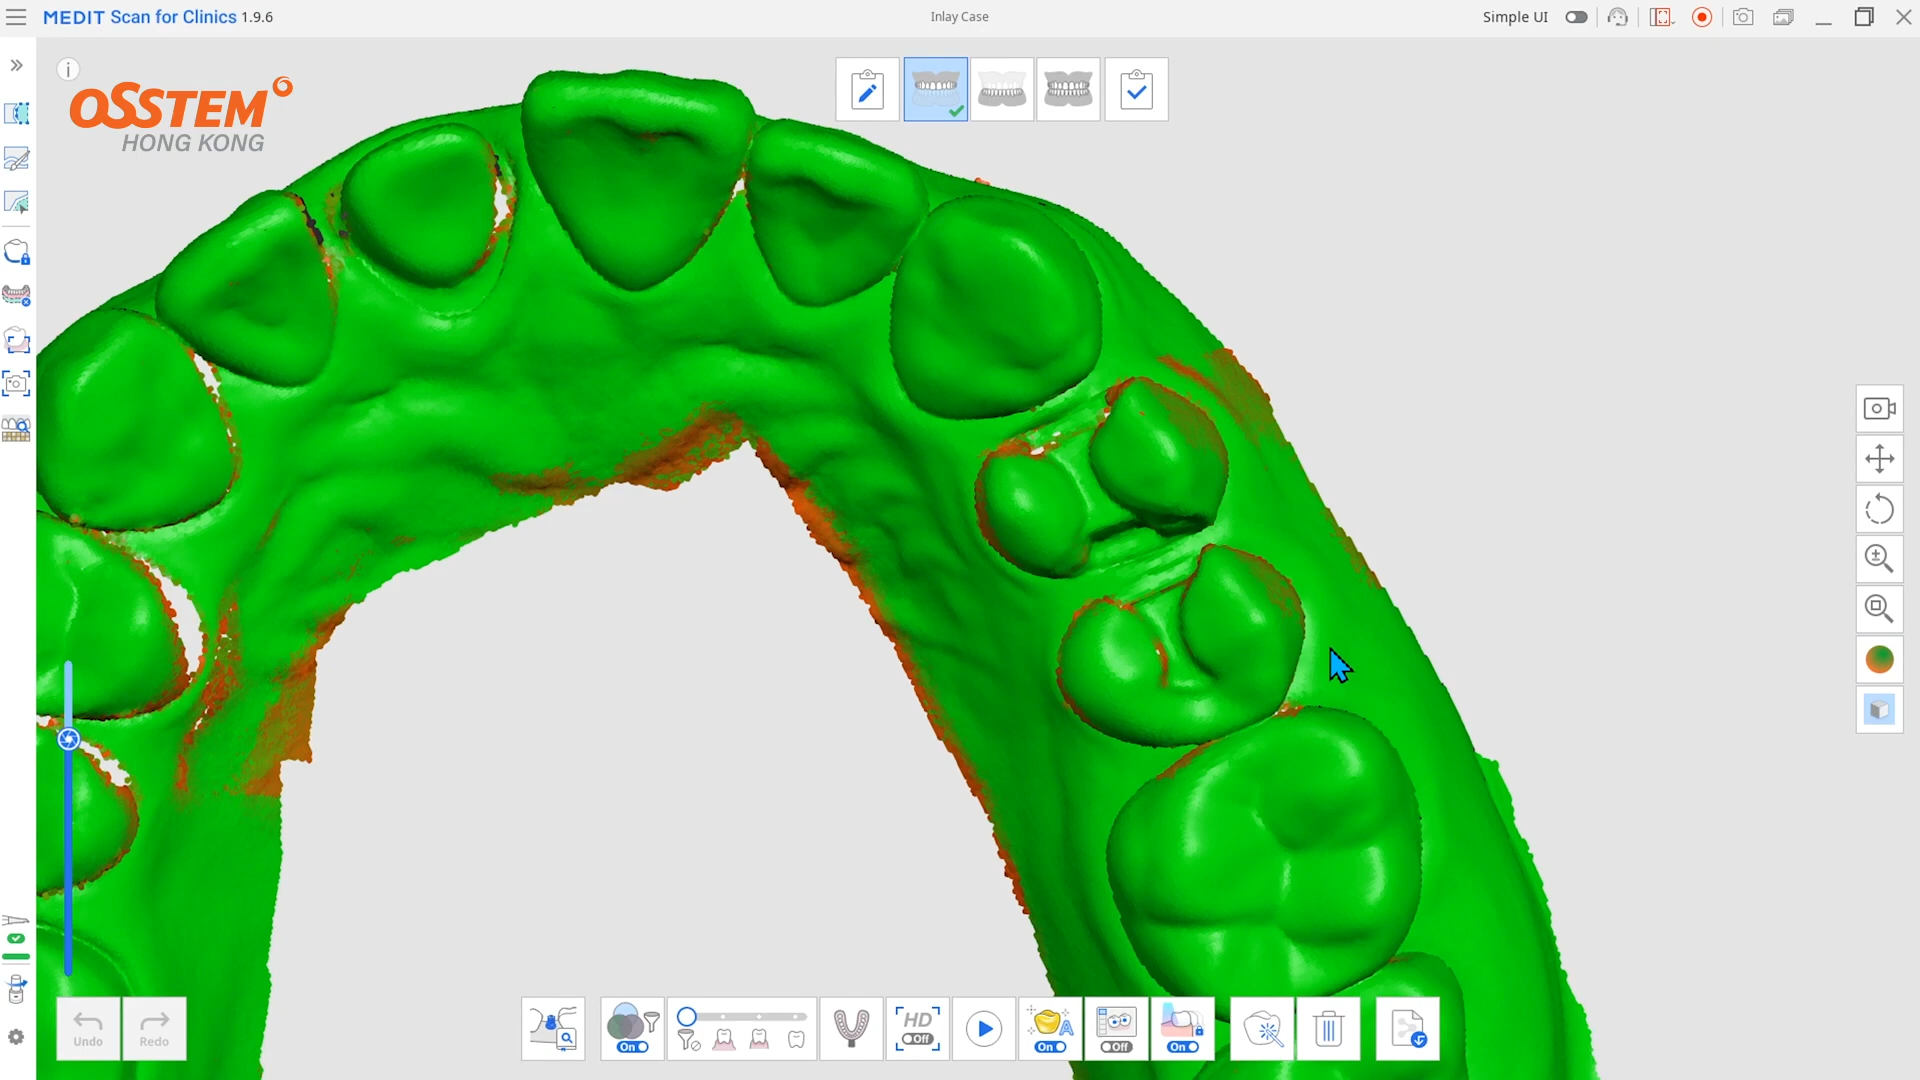 MEDIT Scan for Clinics 1.9.6
Inlay Case
Simple UI
OSSTEM
HONG KONG
Undo
Redo
On
HD
Off
On
A
Off
On